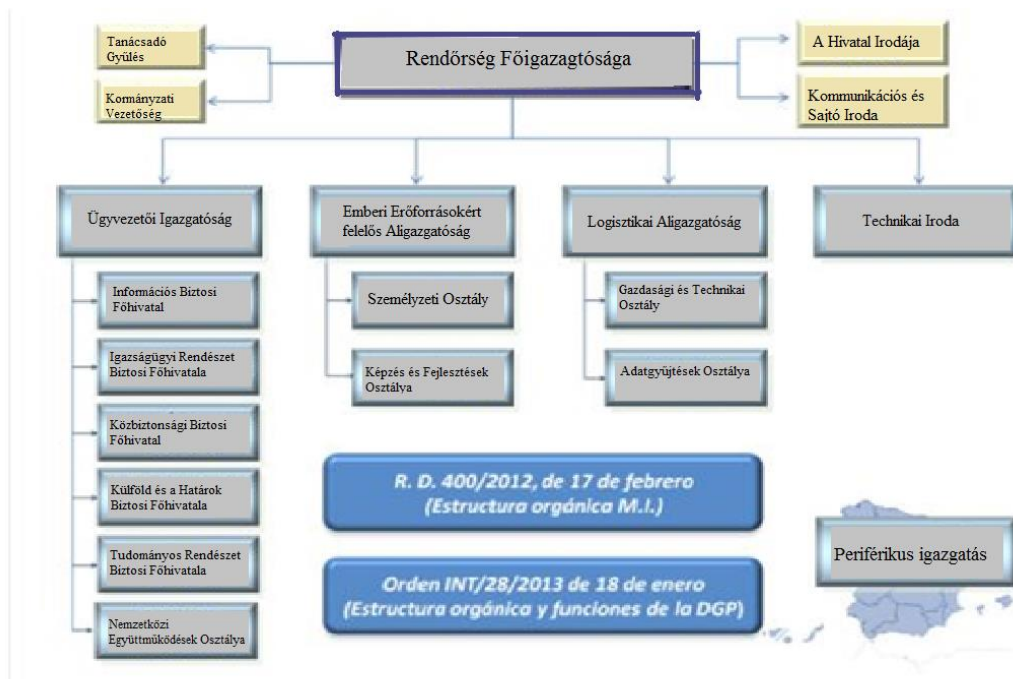 Tanácsadó
Gyülés
Kormányzati
Vezetőség
Rendőrség Főigazagtósága
A Hivatal Irodája
Kommunikációs és
Sajtó Iroda
Ügyvezetői Igazgatóság
Emberi Erőforrásokért
felelős Aligazgatóság
Logisztikai Aligazgatóság
Technikai Iroda
Információs Biztosi
Főhivatal
Igazságügyi Rendészet
Biztosi Főhivatala
Közbiztonsági Biztosi
Főhivatal
Külföld és a Határok
Biztosi Főhivatala
Tudományos Rendészet
Biztosi Főhivatala
Nemzetközi
Együttműködések Osztálya
Személyzeti Osztály
Képzés és Fejlesztések
Osztálya
Gazdasági és Technikai
Osztály
Adatgyüjtések Osztálya
R. D. 400/2012, de 17 de febrero
(Estructura orgánica M.I.)
Orden INT/28/2013 de 18 de enero
(Estructura orgánica y funciones de la DGP)
Periférikus igazgatás